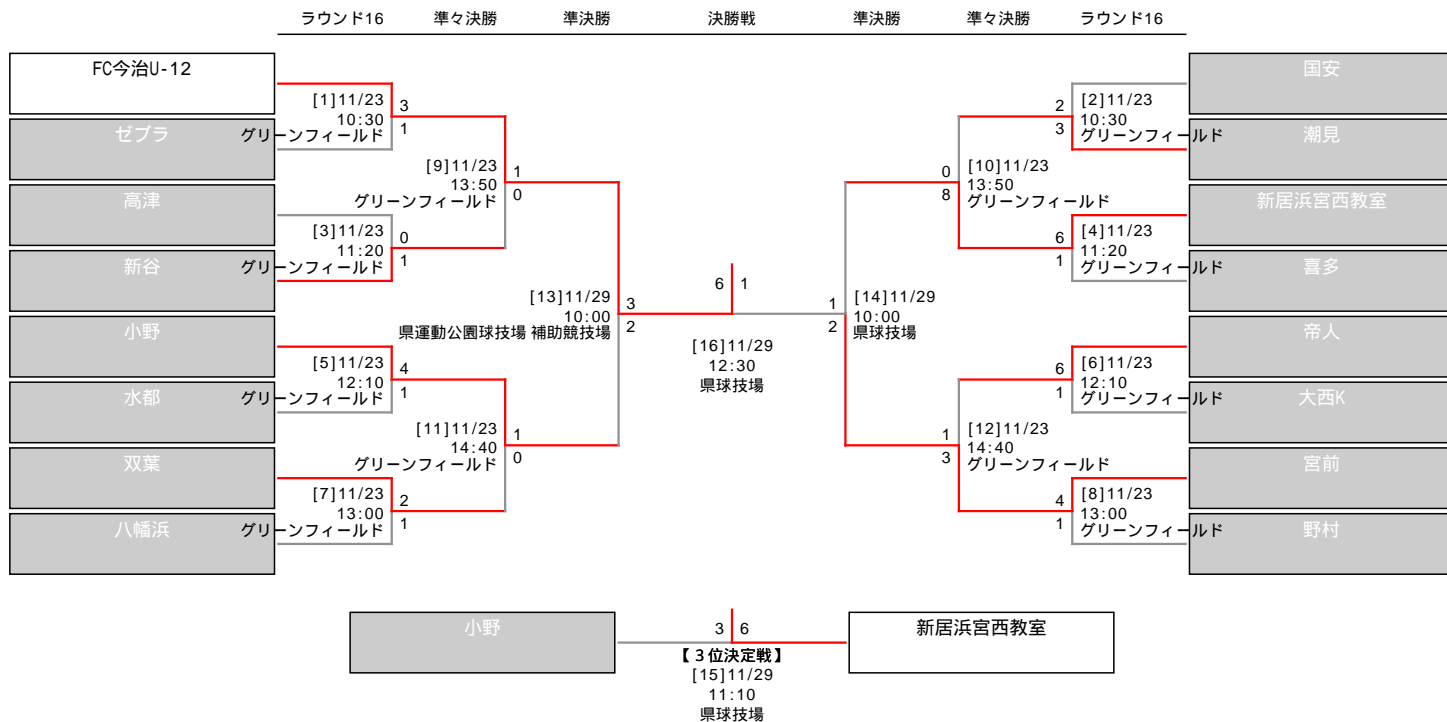 ラウンド16 準々決勝 準決勝 決勝戦 準決勝 準々決勝 ラウンド16
FC今治U-12
[1]11/23
10:30
グリーンフィールド
3
1
ゼブラ
高津
[3]11/23
11:20
グリーンフィールド
0
1
新谷
[9]11/23
13:50
グリーンフィールド
1
0
小野
[5]11/23
12:10
グリーンフィールド
4
1
水都
双葉
[7]11/23
13:00
グリーンフィールド
2
1
八幡浜
[11]11/23
14:40
グリーンフィールド
1
0
[13]11/29
10:00
県運動公園球技場 補助競技場
3
2
6 1
[16]11/29
12:30
県球技場
1
2
[14]11/29
10:00
県球技場
国安
2
3
[2]11/23
10:30
グリーンフィールド
潮見
0
8
[10]11/23
13:50
グリーンフィールド
新居浜宮西教室
6
1
[4]11/23
11:20
グリーンフィールド
喜多
帝人
6
1
[6]11/23
12:10
グリーンフィールド
大西K
1
3
[12]11/23
14:40
グリーンフィールド
宮前
4
1
[8]11/23
13:00
グリーンフィールド
野村
小野 3 6 新居浜宮西教室
【３位決定戦】
[15]11/29
11:10
県球技場